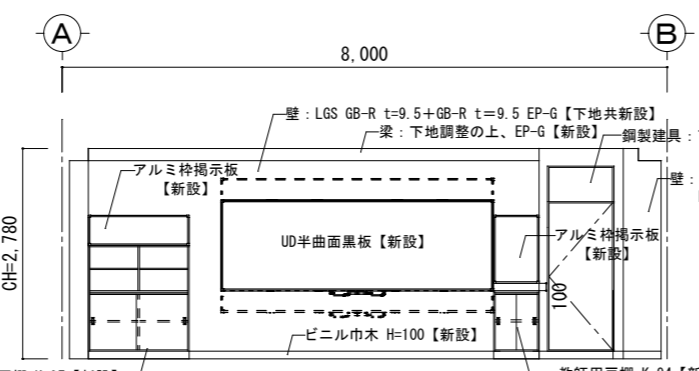 A
B
8,000
壁：LGS GB-R t=9.5＋GB-R t＝9.5 EP-G【下地共新設】
梁：下地調整の上、EP-G【新設】
鋼製建具：
アルミ枠掲示板
【新設】
壁：
CH=2,780
UD半曲面黒板【新設】
アルミ枠掲示板
【新設】
100
ビニル巾木 H=100【新設】